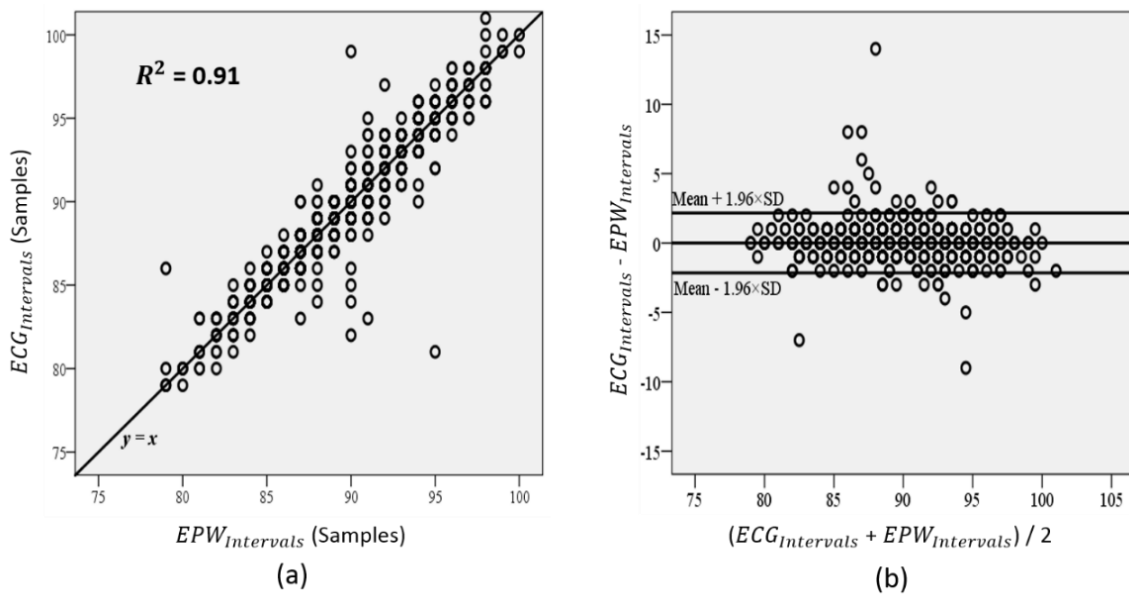 R² = 0.91
100
95
90
85
80
75
y = x
75 80 85 90 95 100
ECG_Intervals (Samples)
EPW_Intervals (Samples)
(a)
15
10
5
0
-5
-10
-15
Mean + 1.96×SD
Mean - 1.96×SD
75 80 85 90 95 100 105
ECG_Intervals - EPW_Intervals
(ECG_Intervals + EPW_Intervals) / 2
(b)